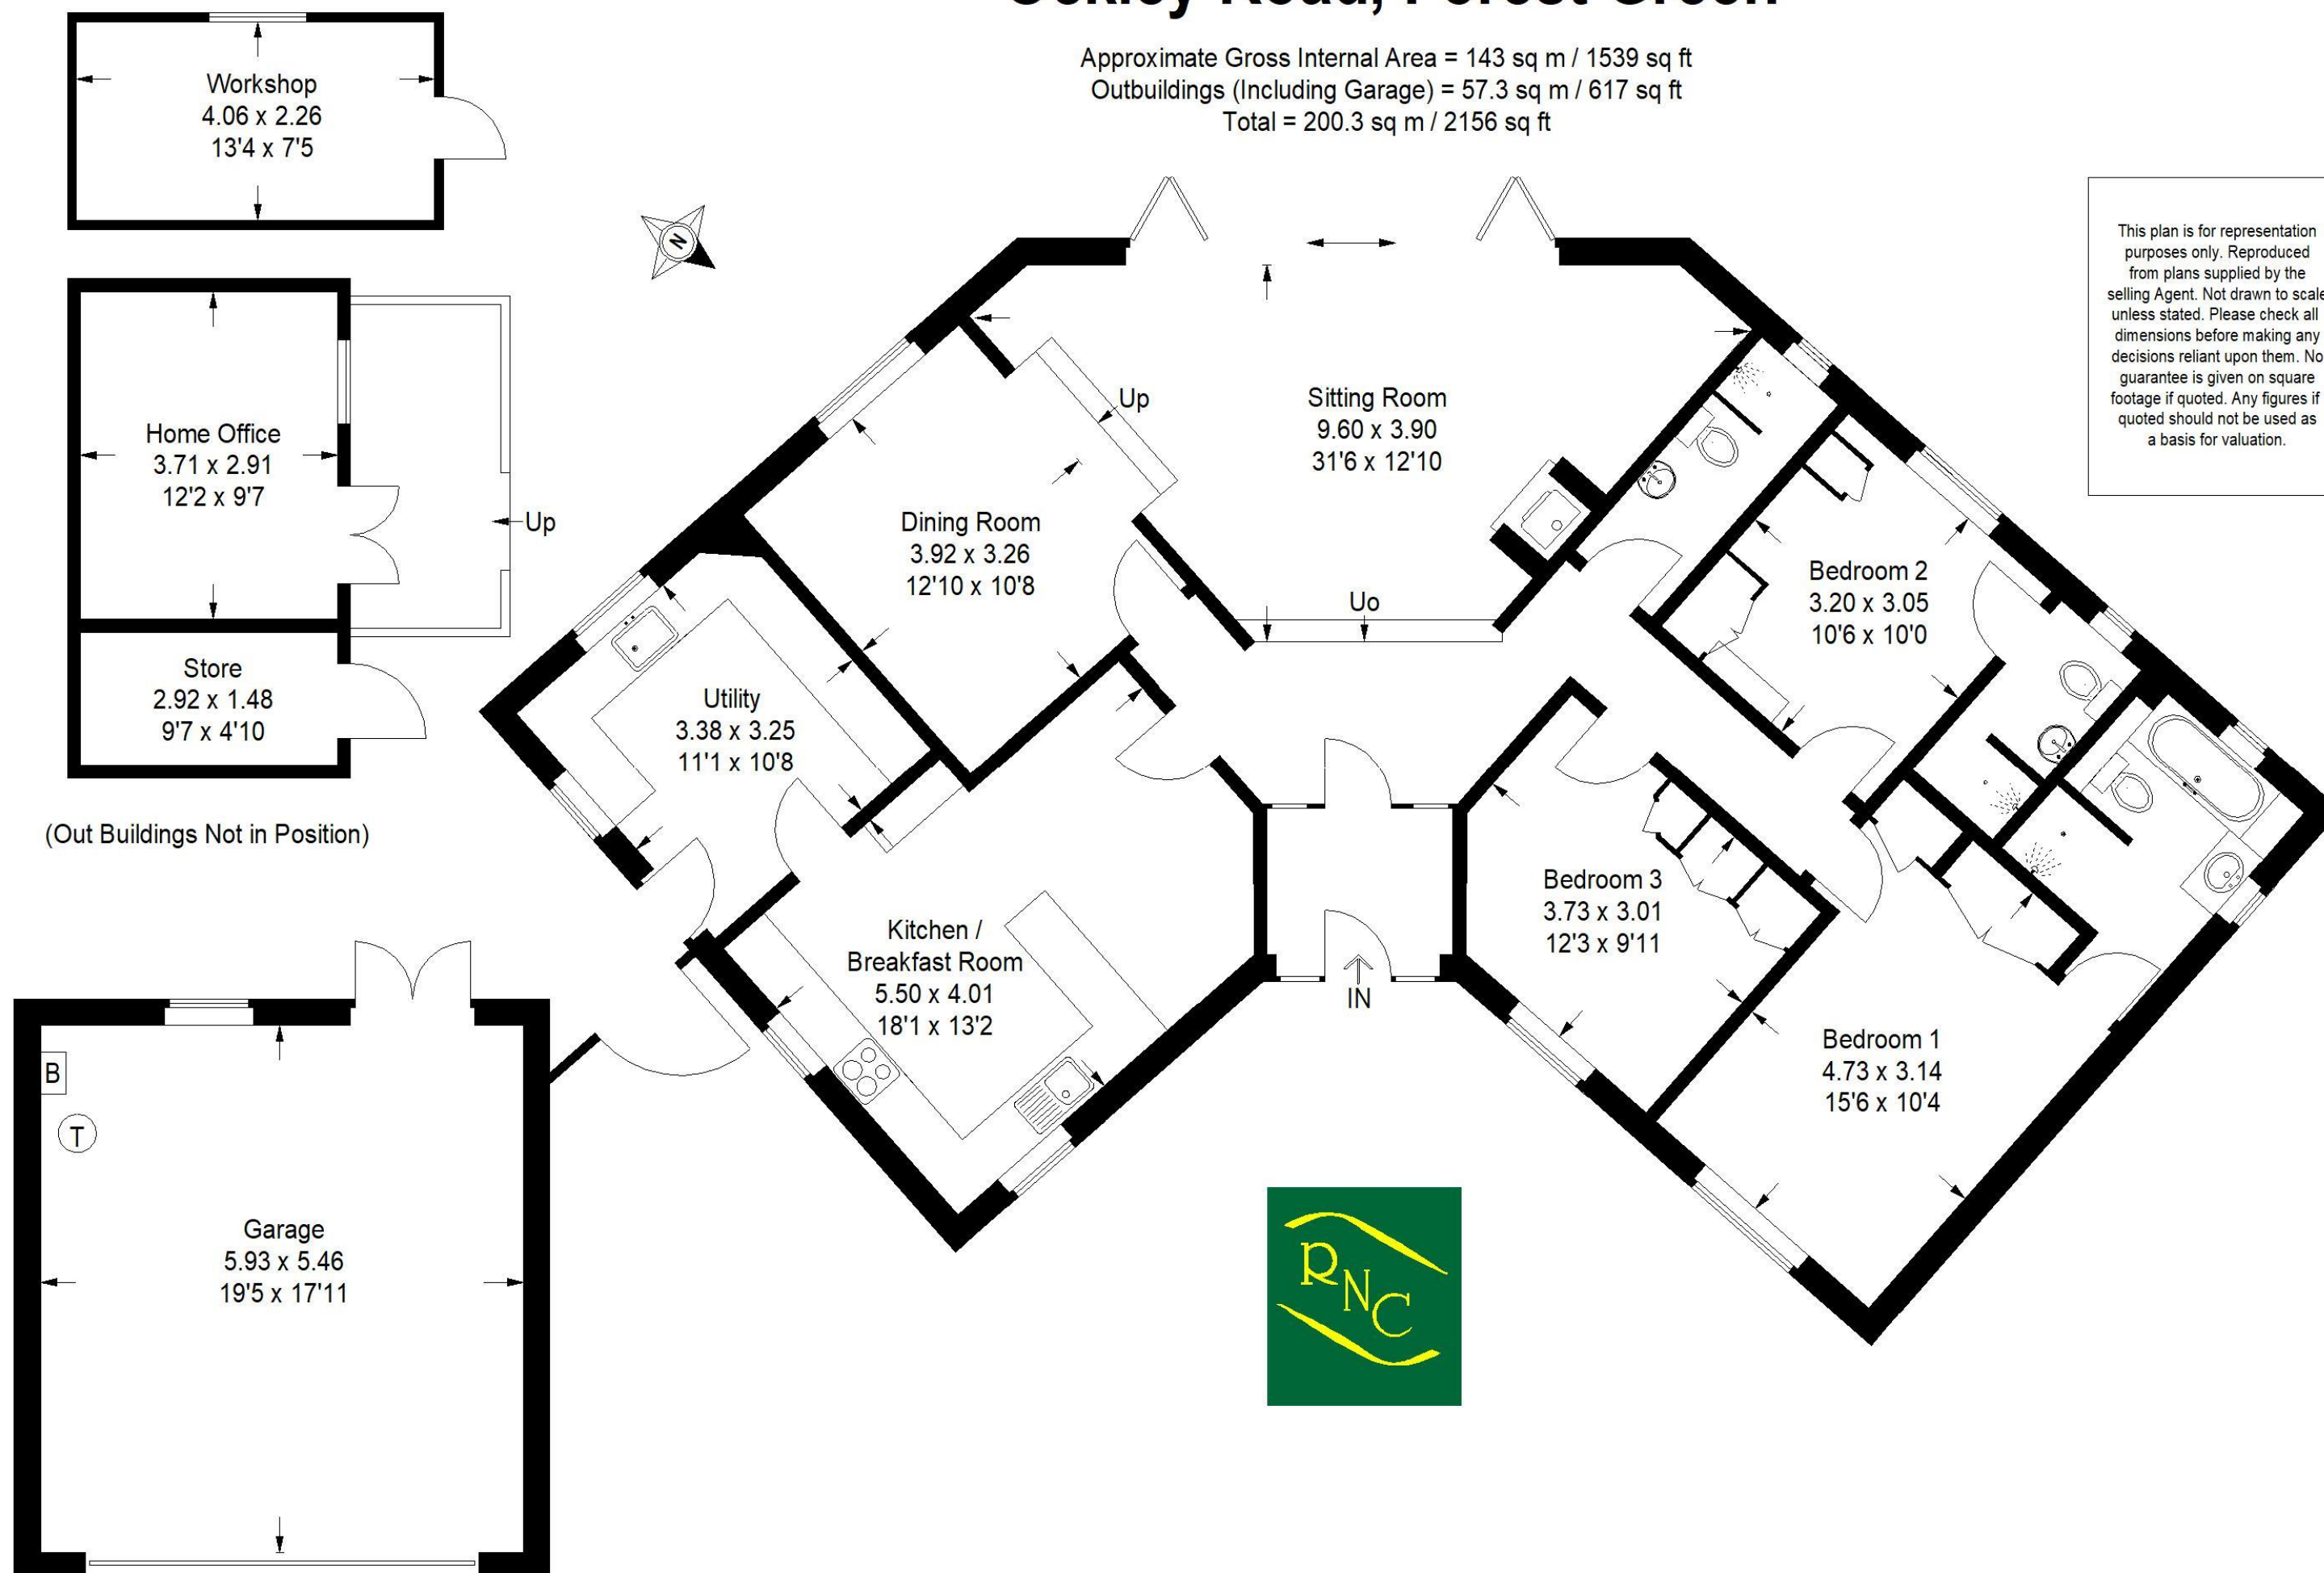 Ockley Road, Forest Green
Approximate Gross Internal Area = 143 sq m / 1539 sq ft
Outbuildings (Including Garage) = 57.3 sq m / 617 sq ft
Total = 200.3 sq m / 2156 sq ft
Workshop
4.06 x 2.26
13'4 x 7'5
N
This plan is for representation
purposes only. Reproduced
from plans supplied by the
selling Agent. Not drawn to scale
unless stated. Please check all
dimensions before making any
decisions reliant upon them. No
guarantee is given on square
footage if quoted. Any figures if
quoted should not be used as
a basis for valuation.
Home Office
3.71 x 2.91
12'2 x 9'7
Up
Store
2.92 x 1.48
9'7 x 4'10
(Out Buildings Not in Position)
Sitting Room
9.60 x 3.90
31'6 x 12'10
Up
Uo
Dining Room
3.92 x 3.26
12'10 x 10'8
Utility
3.38 x 3.25
11'1 x 10'8
Kitchen /
Breakfast Room
5.50 x 4.01
18'1 x 13'2
IN
Bedroom 2
3.20 x 3.05
10'6 x 10'0
Bedroom 3
3.73 x 3.01
12'3 x 9'11
Bedroom 1
4.73 x 3.14
15'6 x 10'4
B
T
Garage
5.93 x 5.46
19'5 x 17'11
RNC